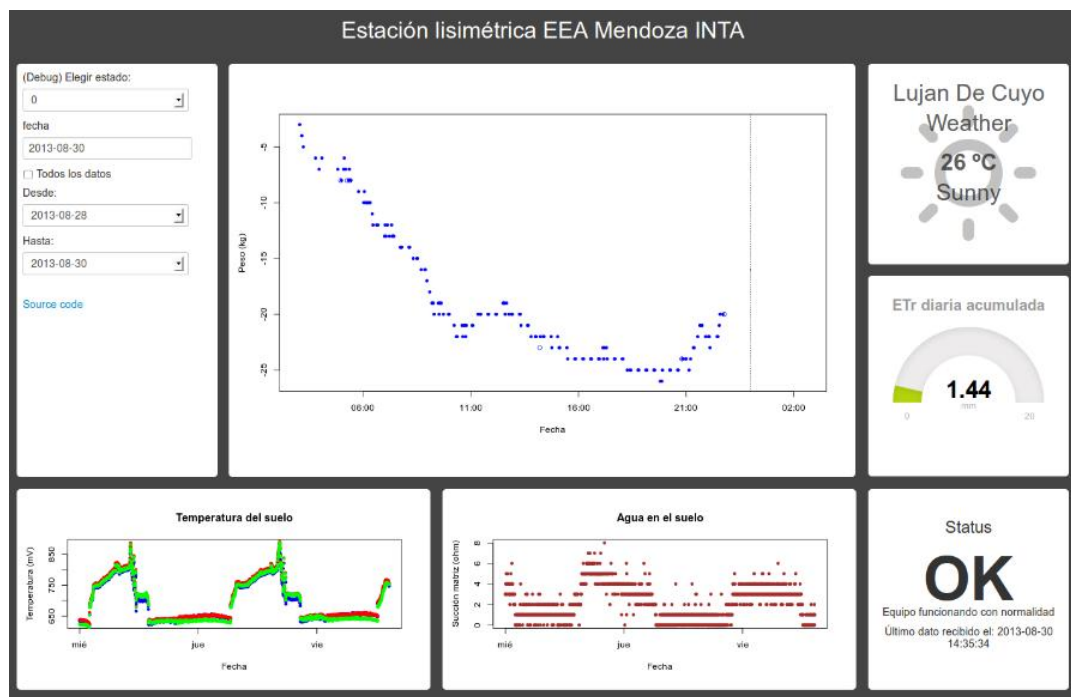 Estación lisimétrica EEA Mendoza INTA
(Debug) Elegir estado:
0
fecha
2013-08-30
Todos los datos
Desde:
2013-08-28
Hasta:
2013-08-30
Source code
Peso (kg)
-5
-10
-15
-20
-25
06:00 11:00 16:00 21:00 02:00
Fecha
Lujan De Cuyo
Weather
26 ºC
Sunny
ETr diaria acumulada
1.44
mm
0 20
Temperatura del suelo
Temperatura (mV)
850
750
650
mié jue vie
Fecha
Agua en el suelo
Succión matriz (ohm)
8
6
4
2
0
mié jue vie
Fecha
Status
OK
Equipo funcionando con normalidad
Último dato recibido el: 2013-08-30
14:35:34